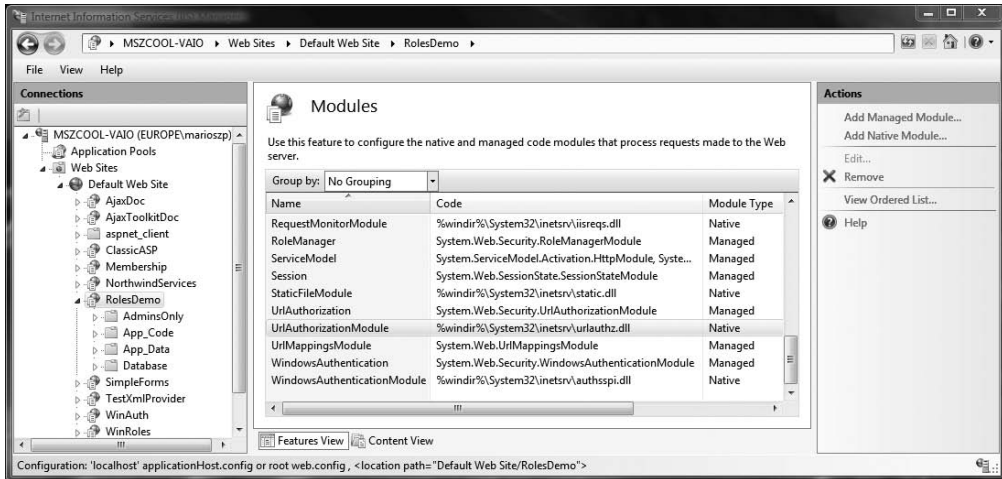 Internet Information Services (IIS) Manager
MSZCOOL-VAIO ▸ Web Sites ▸ Default Web Site ▸ RolesDemo ▸
File View Help
Connections
MSZCOOL-VAIO (EUROPE\marioszp)
Application Pools
Web Sites
Default Web Site
AjaxDoc
AjaxToolkitDoc
aspnet_client
ClassicASP
Membership
NorthwindServices
RolesDemo
AdminsOnly
App_Code
App_Data
Database
SimpleForms
TestXmlProvider
WinAuth
WinRoles
Modules
Use this feature to configure the native and managed code modules that process requests made to the Web
server.
Group by: No Grouping
Name Code Module Type
RequestMonitorModule %windir%\System32\inetsrv\iisreqs.dll Native
RoleManager System.Web.Security.RoleManagerModule Managed
ServiceModel System.ServiceModel.Activation.HttpModule, Syste... Managed
Session System.Web.SessionState.SessionStateModule Managed
StaticFileModule %windir%\System32\inetsrv\static.dll Native
UrlAuthorization System.Web.Security.UrlAuthorizationModule Managed
UrlAuthorizationModule %windir%\System32\inetsrv\urlauthz.dll Native
UrlMappingsModule System.Web.UrlMappingsModule Managed
WindowsAuthentication System.Web.Security.WindowsAuthenticationModule Managed
WindowsAuthenticationModule %windir%\System32\inetsrv\authsspi.dll Native
Features View Content View
Actions
Add Managed Module...
Add Native Module...
Edit...
Remove
View Ordered List...
Help
Configuration: 'localhost' applicationHost.config or root web.config , <location path="Default Web Site/RolesDemo">